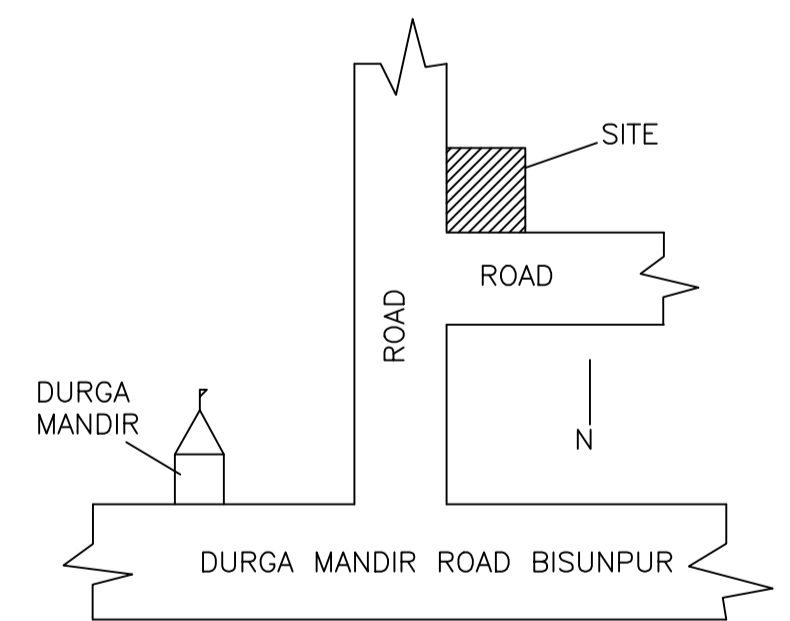 SITE
ROAD
ROAD
DURGA
MANDIR
N
DURGA MANDIR ROAD BISUNPUR